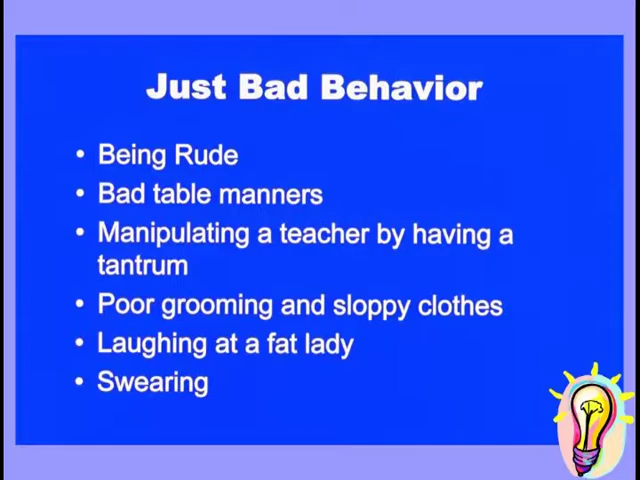 Just Bad Behavior
• Being Rude
• Bad table manners
• Manipulating a teacher by having a
tantrum
• Poor grooming and sloppy clothes
• Laughing at a fat lady
• Swearing